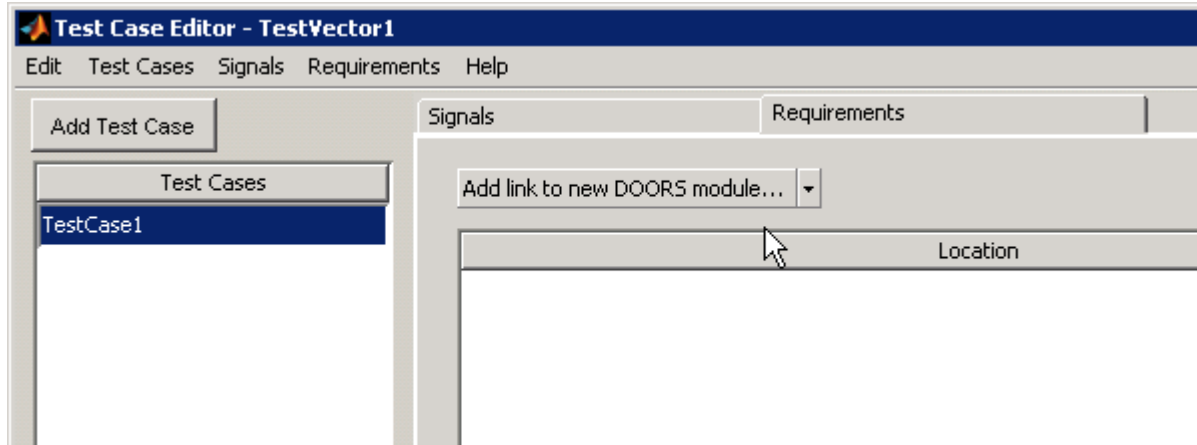 Test Case Editor - TestVector1
Edit Test Cases Signals Requirements Help
Add Test Case
Test Cases
TestCase1
Signals
Requirements
Add link to new DOORS module...
Location